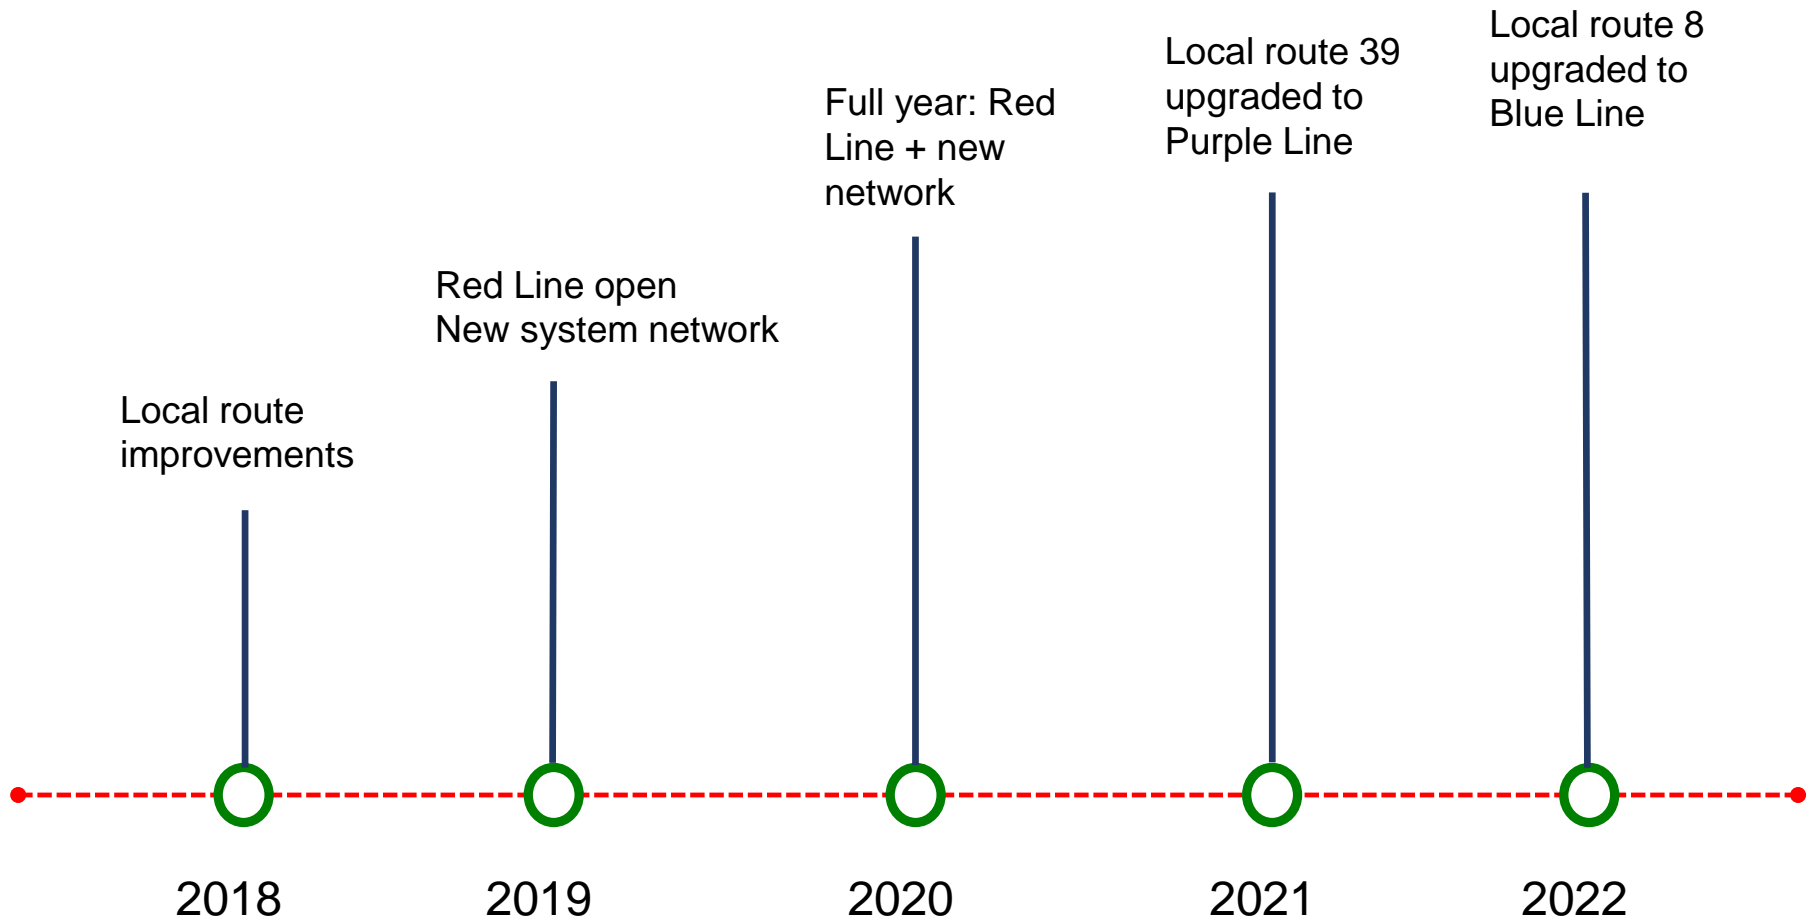 Local route
improvements
Red Line open
New system network
Full year: Red
Line + new
network
Local route 39
upgraded to
Purple Line
Local route 8
upgraded to
Blue Line
2018
2019
2020
2021
2022